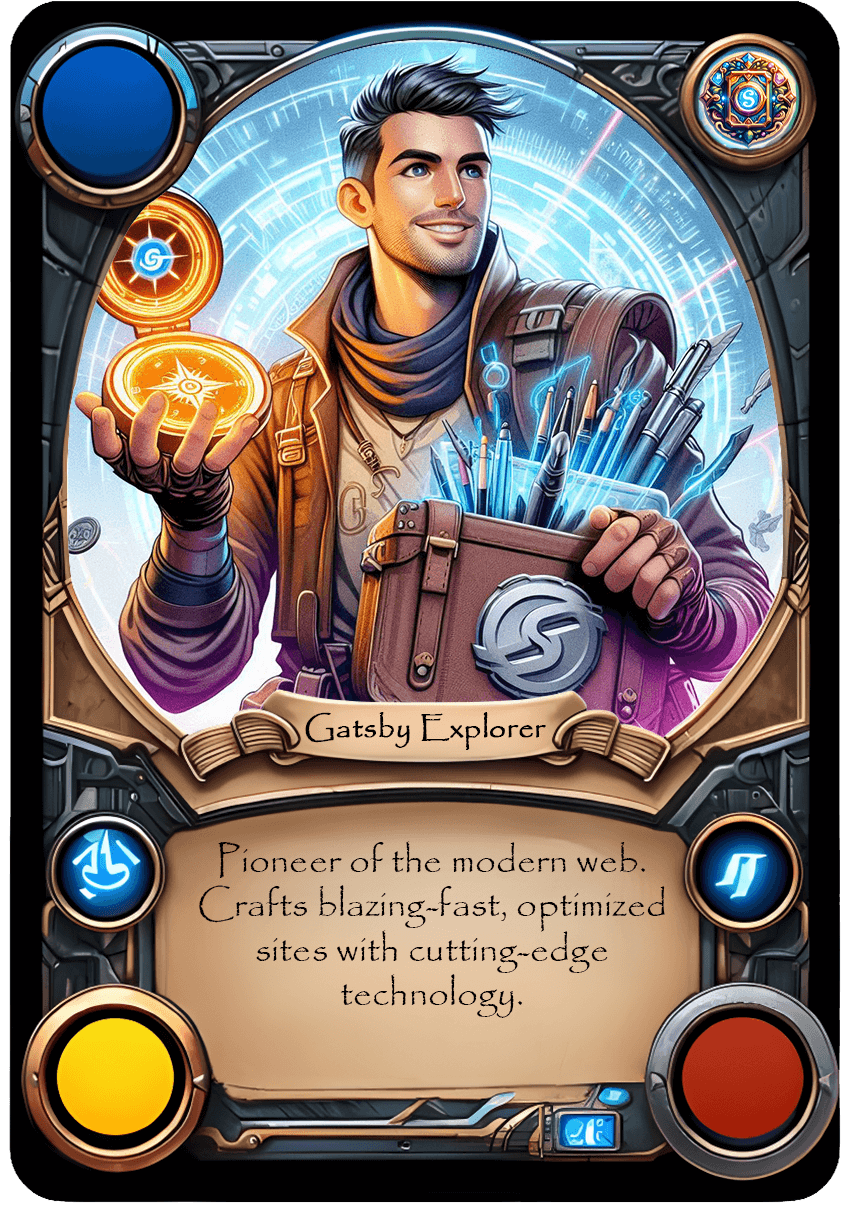 Gatsby Explorer
Pioneer of the modern web.
Crafts blazing-fast, optimized
sites with cutting-edge
technology.